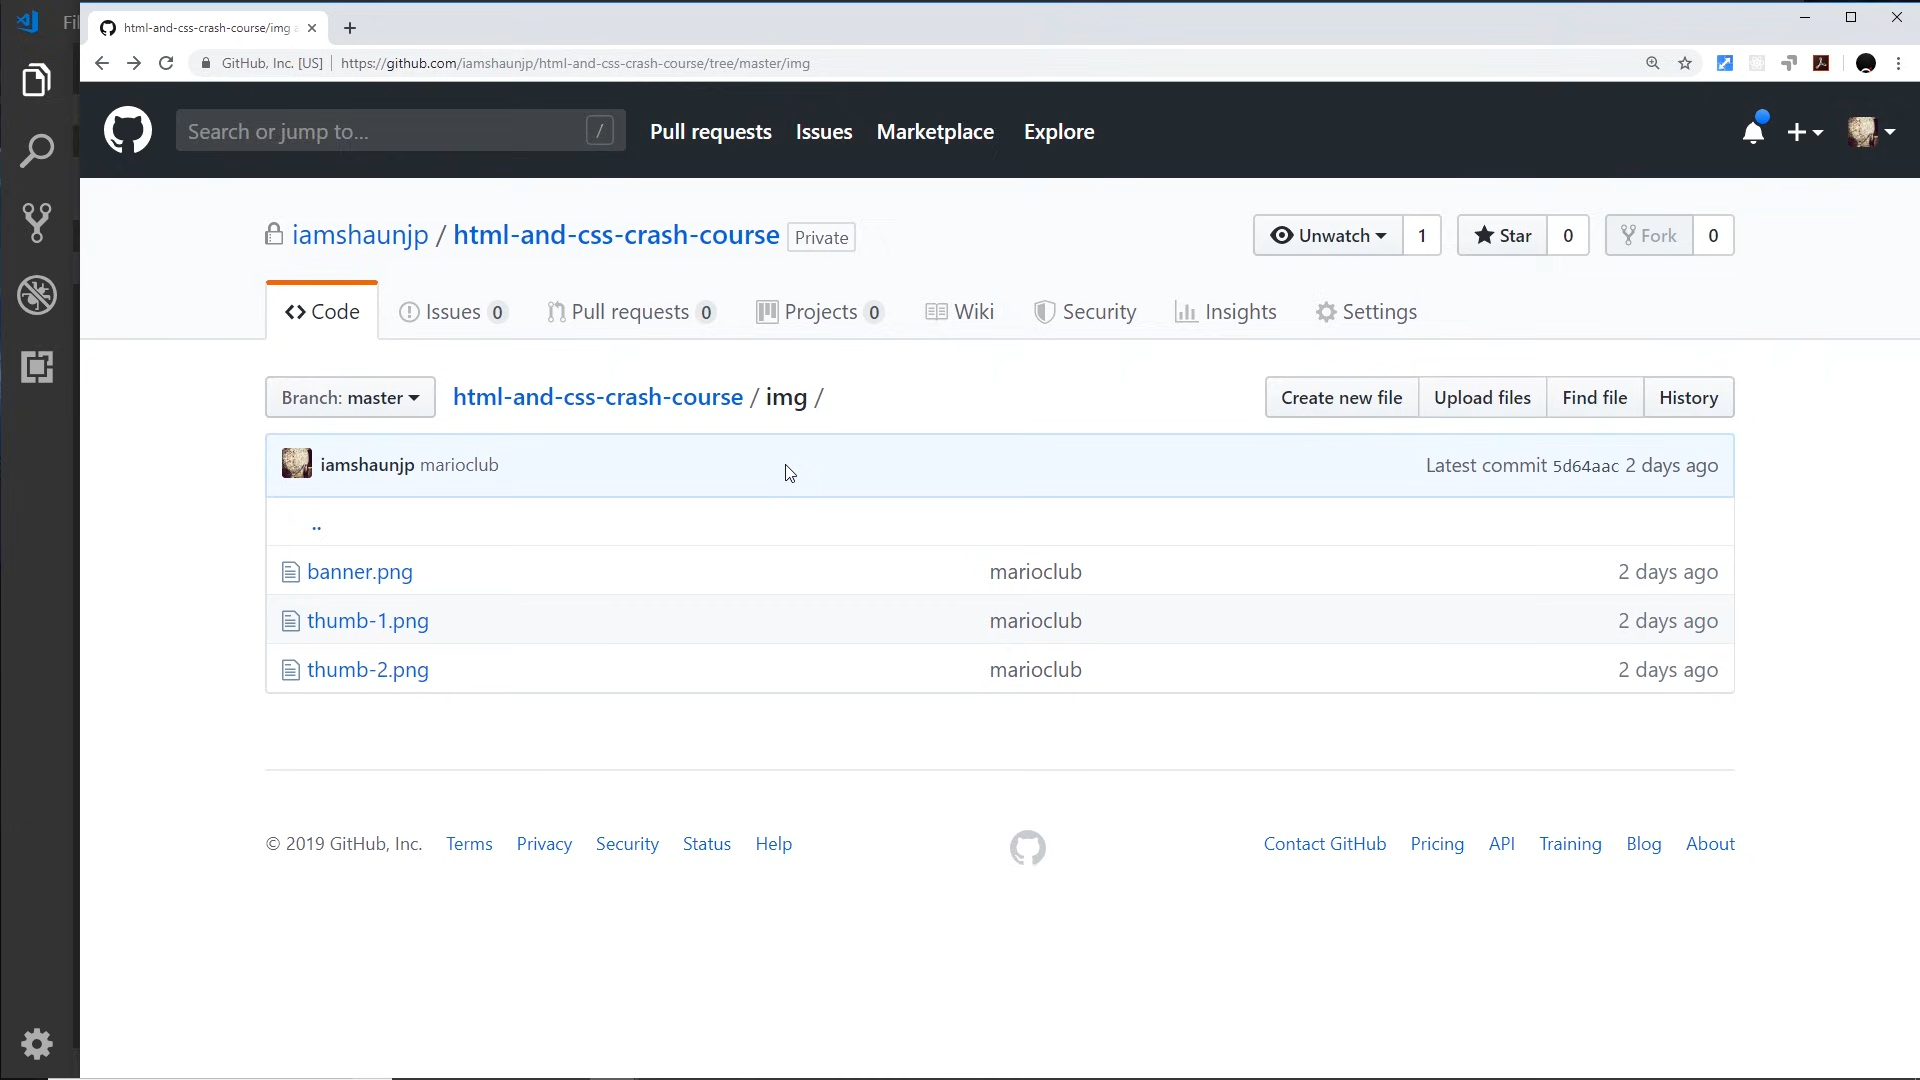 Fil
html-and-css-crash-course/img a
GitHub, Inc. [US] | https://github.com/iamshaunjp/html-and-css-crash-course/tree/master/img
Search or jump to... / Pull requests Issues Marketplace Explore
iamshaunjp / html-and-css-crash-course Private Unwatch 1 Star 0 Fork 0
Code Issues 0 Pull requests 0 Projects 0 Wiki Security Insights Settings
Branch: master html-and-css-crash-course / img / Create new file Upload files Find file History
iamshaunjp marioclub Latest commit 5d64aac 2 days ago
..
banner.png marioclub 2 days ago
thumb-1.png marioclub 2 days ago
thumb-2.png marioclub 2 days ago
© 2019 GitHub, Inc. Terms Privacy Security Status Help Contact GitHub Pricing API Training Blog About